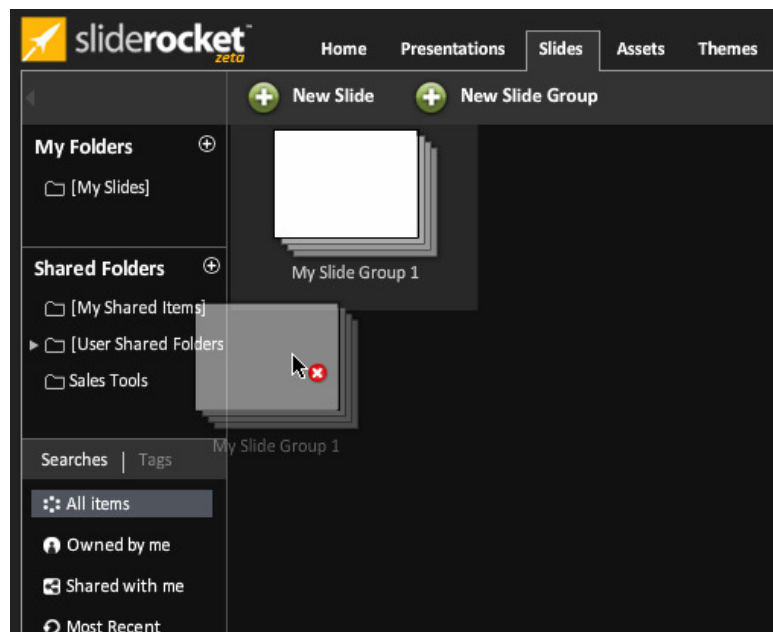 sliderocket
zeta
Home Presentations Slides Assets Themes
New Slide New Slide Group
My Folders
[My Slides]
My Slide Group 1
Shared Folders
[My Shared Items]
[User Shared Folders
Sales Tools
My Slide Group 1
Searches | Tags
All items
Owned by me
Shared with me
Most Recent